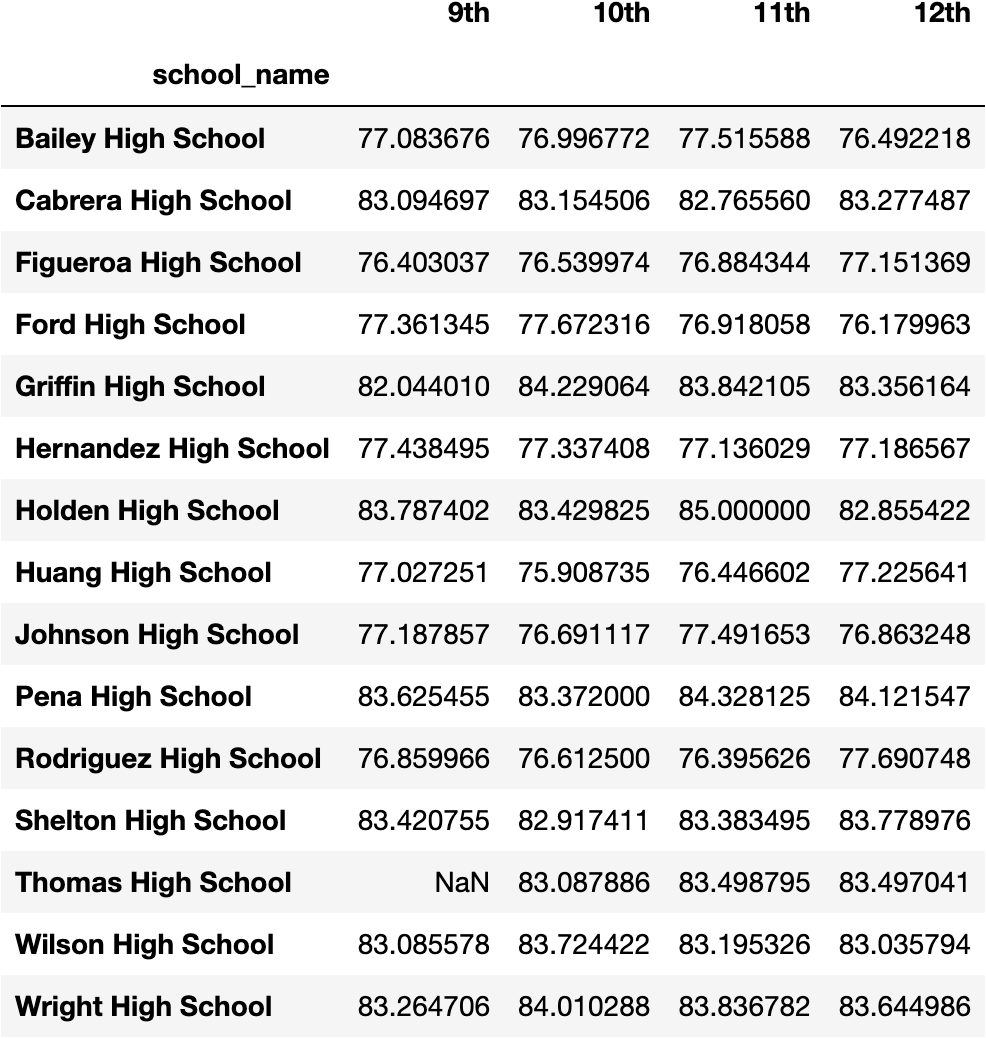 9th 10th 11th 12th
school_name
Bailey High School 77.083676 76.996772 77.515588 76.492218
Cabrera High School 83.094697 83.154506 82.765560 83.277487
Figueroa High School 76.403037 76.539974 76.884344 77.151369
Ford High School 77.361345 77.672316 76.918058 76.179963
Griffin High School 82.044010 84.229064 83.842105 83.356164
Hernandez High School 77.438495 77.337408 77.136029 77.186567
Holden High School 83.787402 83.429825 85.000000 82.855422
Huang High School 77.027251 75.908735 76.446602 77.225641
Johnson High School 77.187857 76.691117 77.491653 76.863248
Pena High School 83.625455 83.372000 84.328125 84.121547
Rodriguez High School 76.859966 76.612500 76.395626 77.690748
Shelton High School 83.420755 82.917411 83.383495 83.778976
Thomas High School NaN 83.087886 83.498795 83.497041
Wilson High School 83.085578 83.724422 83.195326 83.035794
Wright High School 83.264706 84.010288 83.836782 83.644986